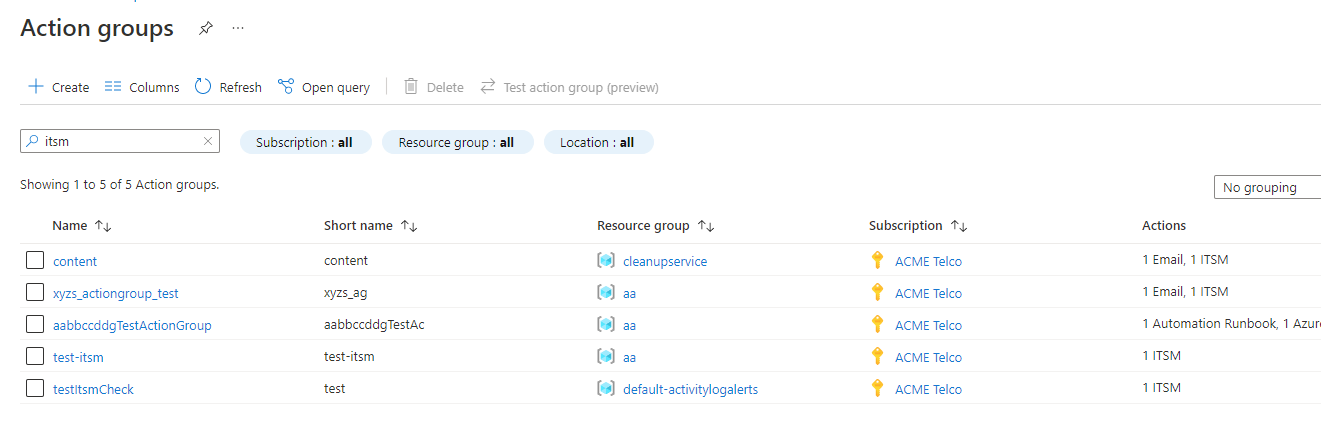 Action groups
Create Columns Refresh Open query Delete Test action group (preview)
itsm Subscription : all Resource group : all Location : all
Showing 1 to 5 of 5 Action groups.
No grouping
Name Short name Resource group Subscription Actions
content content cleanupservice ACME Telco 1 Email, 1 ITSM
xyzs_actiongroup_test xyzs_ag aa ACME Telco 1 Email, 1 ITSM
aabbccddgTestActionGroup aabbccddgTestAc aa ACME Telco 1 Automation Runbook, 1 Azur
test-itsm test-itsm aa ACME Telco 1 ITSM
testItsmCheck test default-activitylogalerts ACME Telco 1 ITSM